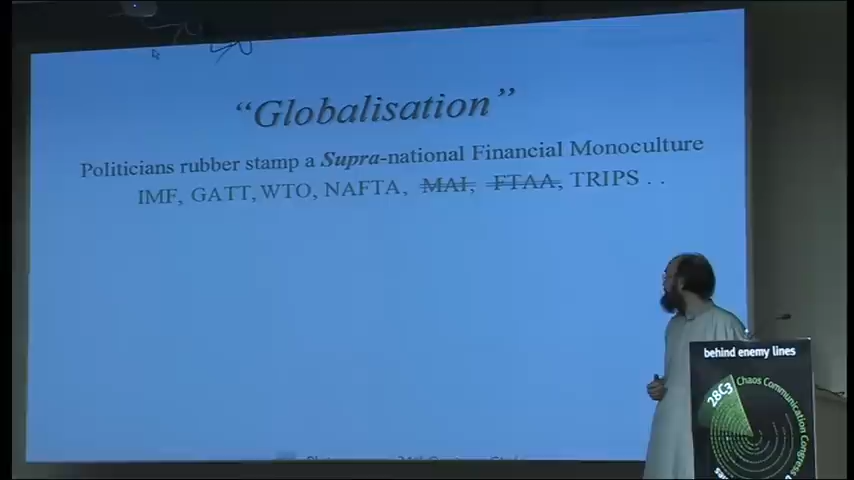 “Globalisation”
Politicians rubber stamp a Supra-national Financial Monoculture
IMF, GATT, WTO, NAFTA, MAI, FTAA, TRIPS . .
behind enemy lines
28C3
Chaos Communication Congress